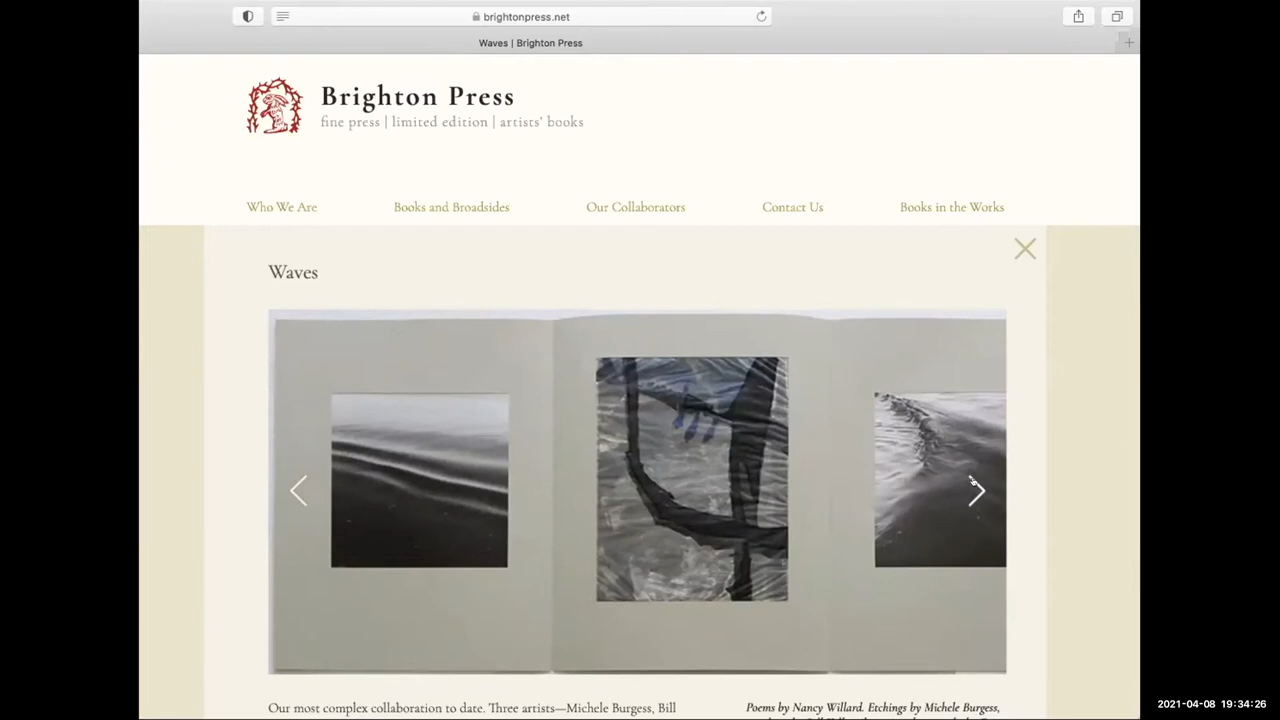 brightonpress.net
Waves | Brighton Press
Brighton Press
fine press | limited edition | artists' books
Who We Are
Books and Broadsides
Our Collaborators
Contact Us
Books in the Works
Waves
Our most complex collaboration to date. Three artists—Michele Burgess, Bill
Poems by Nancy Willard. Etchings by Michele Burgess,
2021-04-08 19:34:26